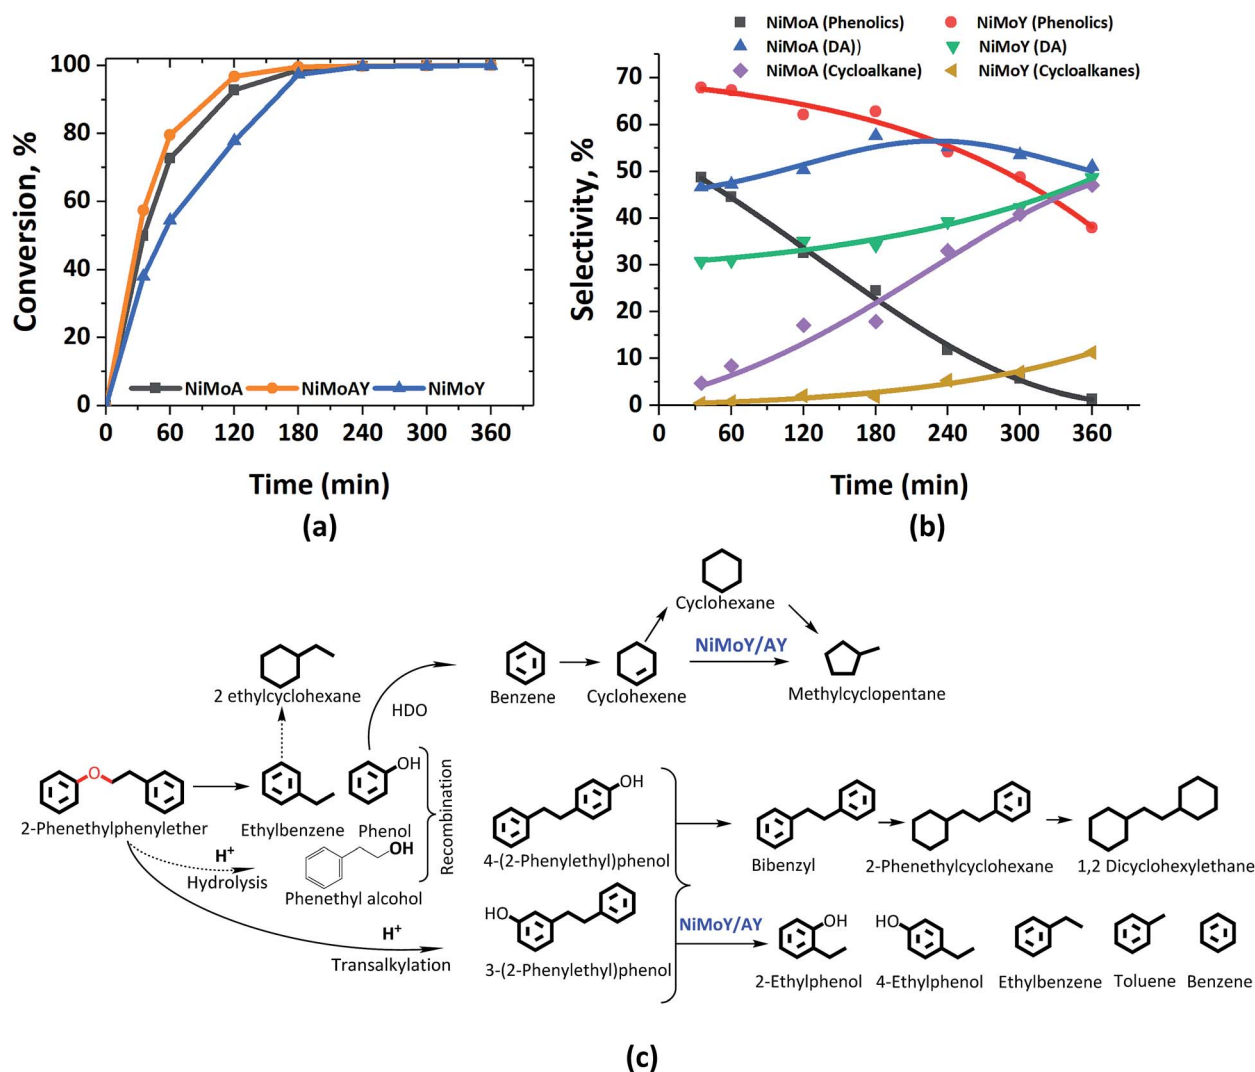 100
80
60
40
20
0
Conversion, %
NiMoA
NiMoAY
NiMoY
0 60 120 180 240 300 360
Time (min)
(a)
NiMoA (Phenolics)
NiMoY (Phenolics)
NiMoA (DA))
NiMoY (DA)
NiMoA (Cycloalkane)
NiMoY (Cycloalkanes)
70
60
50
40
30
20
10
0
Selectivity, %
0 60 120 180 240 300 360
Time (min)
(b)
Cyclohexane
NiMoY/AY
Benzene
Cyclohexene
Methylcyclopentane
2 ethylcyclohexane
HDO
O
OH
2-Phenethylphenylether
Ethylbenzene
Phenol
Recombination
H+
Hydrolysis
OH
Phenethyl alcohol
H+
Transalkylation
OH
4-(2-Phenylethyl)phenol
HO
3-(2-Phenylethyl)phenol
Bibenzyl
2-Phenethylcyclohexane
1,2 Dicyclohexylethane
NiMoY/AY
OH
2-Ethylphenol
HO
4-Ethylphenol
Ethylbenzene
Toluene
Benzene
(c)